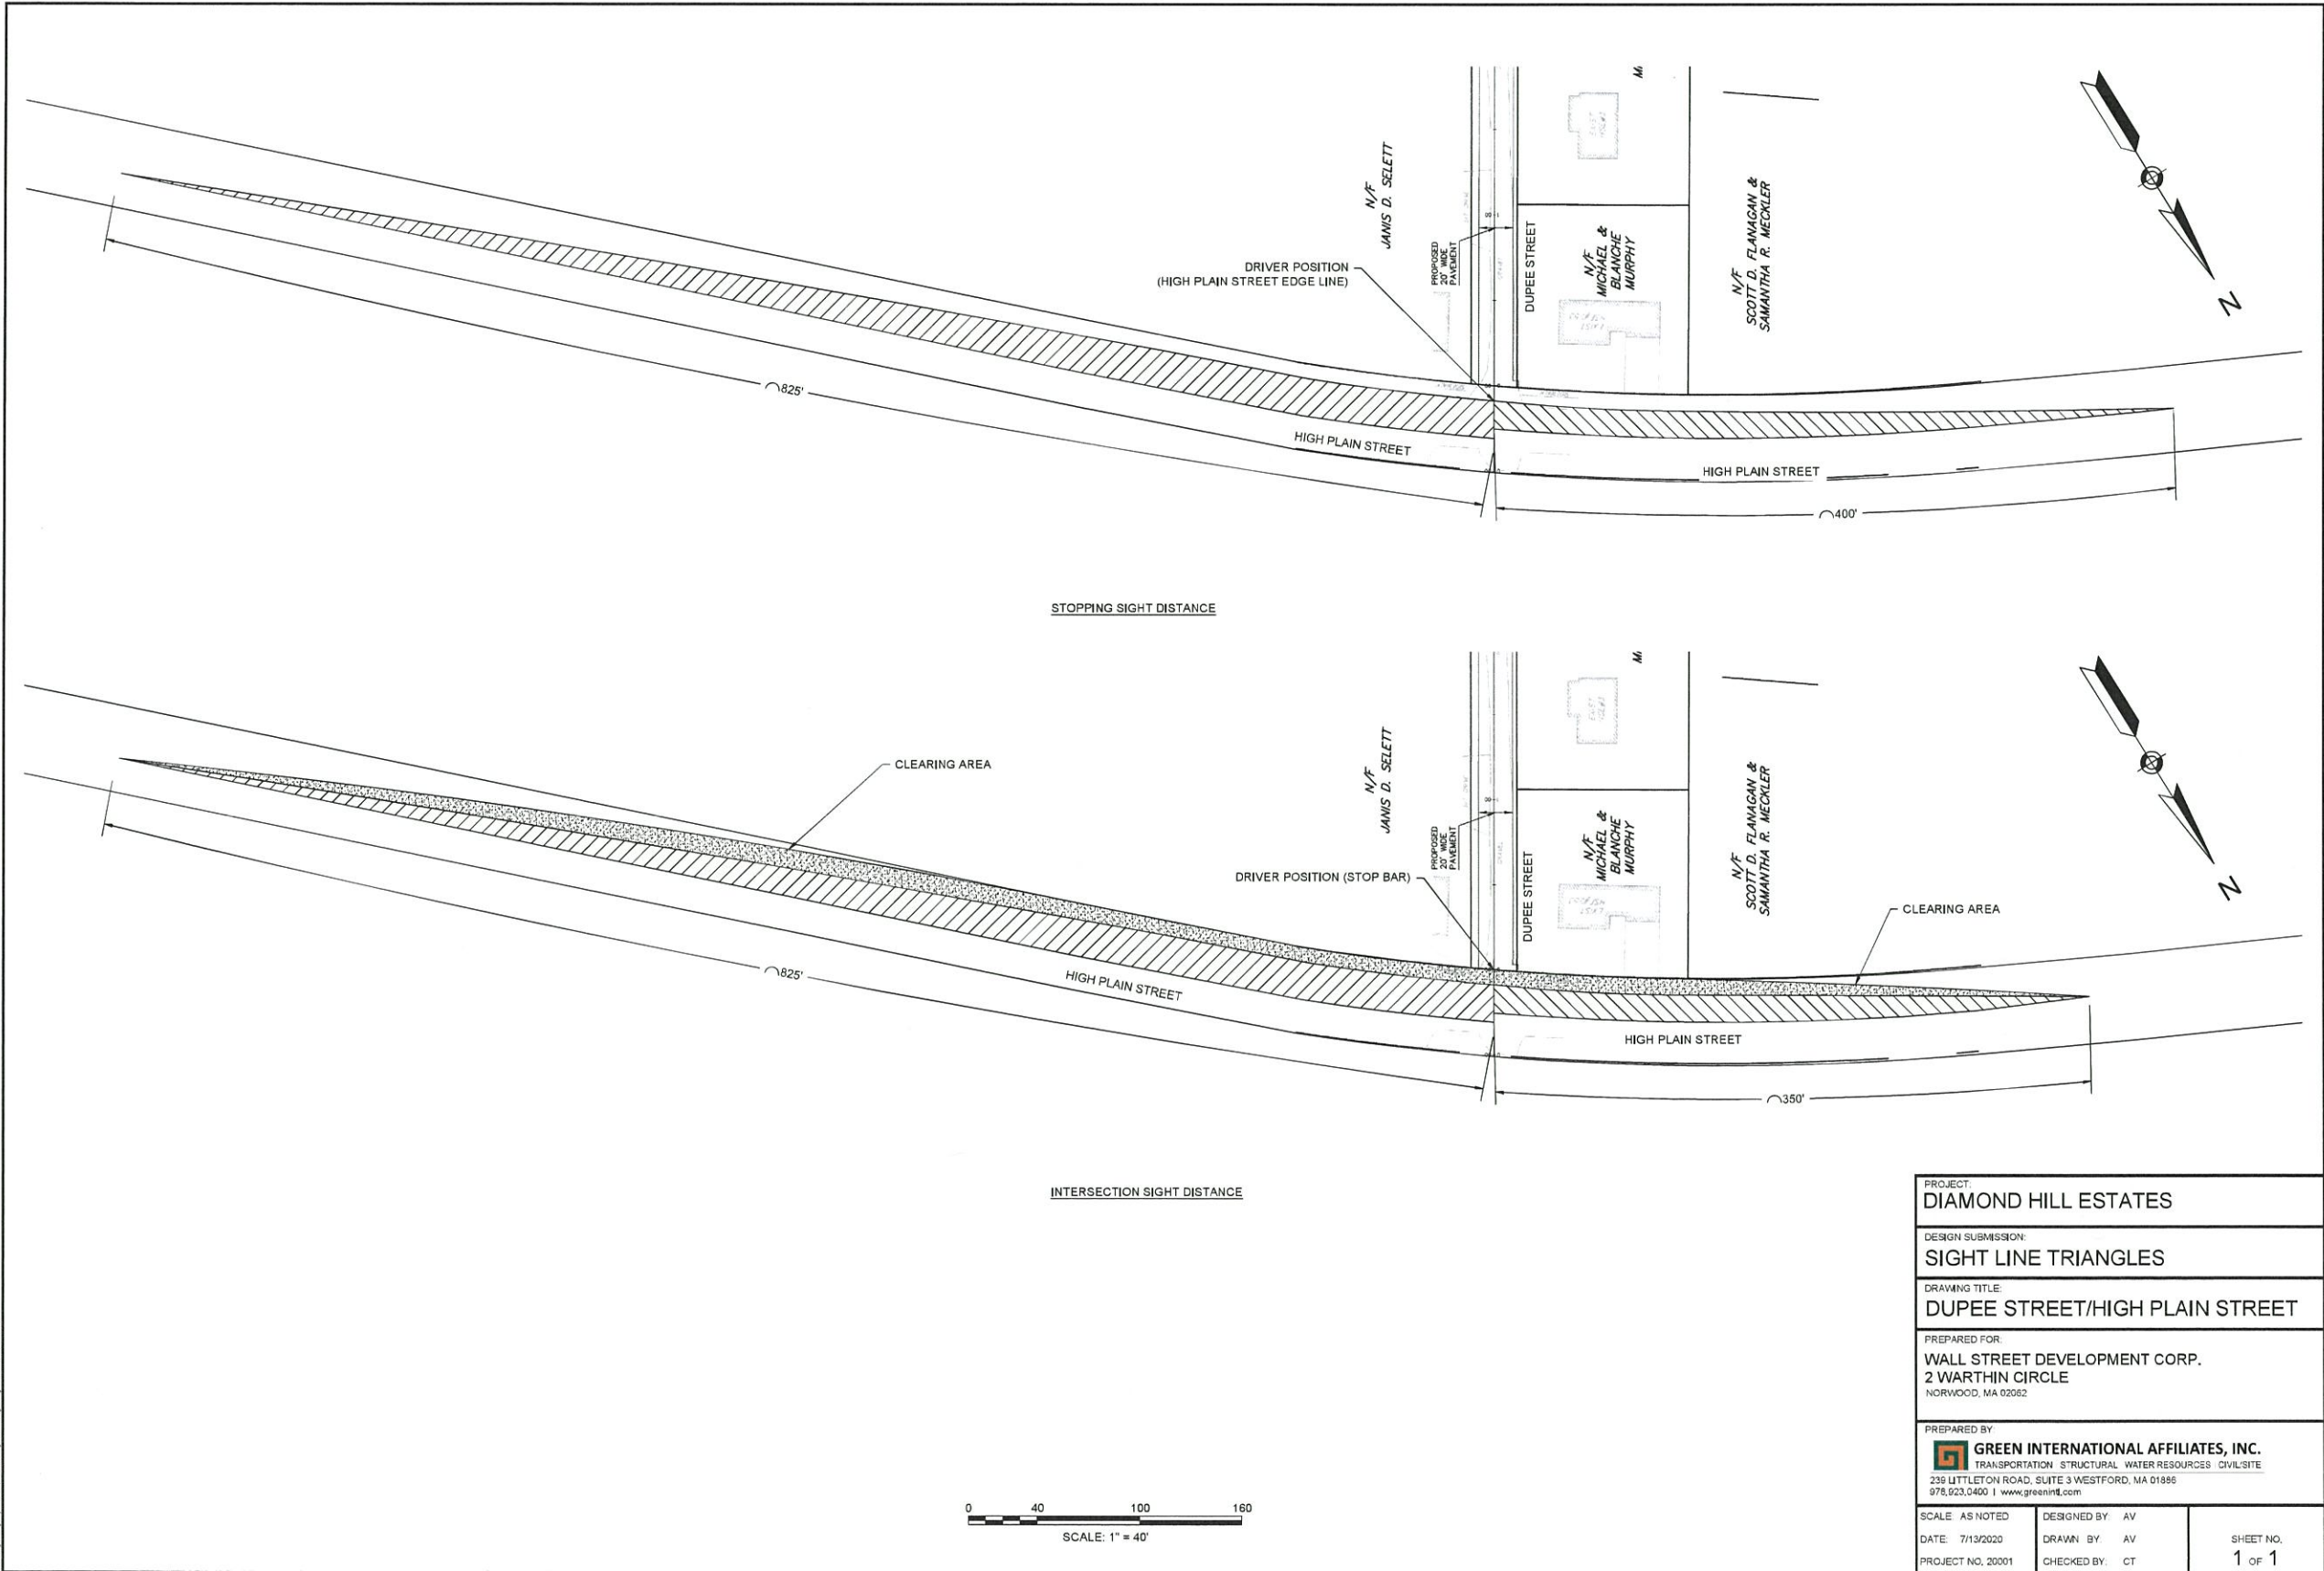 N/F
JANIS D. SELETT
DRIVER POSITION
(HIGH PLAIN STREET EDGE LINE)
PROPOSED
20' WIDE
PAVEMENT
DUPEE STREET
N/F
MICHAEL &
BLANCHE
MURPHY
N/F
SCOTT D. FLANAGAN &
SAMANTHA R. MECKLER
N
825'
HIGH PLAIN STREET
HIGH PLAIN STREET
400'
STOPPING SIGHT DISTANCE
CLEARING AREA
N/F
JANIS D. SELETT
DRIVER POSITION (STOP BAR)
PROPOSED
20' WIDE
PAVEMENT
DUPEE STREET
N/F
MICHAEL &
BLANCHE
MURPHY
N/F
SCOTT D. FLANAGAN &
SAMANTHA R. MECKLER
CLEARING AREA
N
825'
HIGH PLAIN STREET
HIGH PLAIN STREET
350'
INTERSECTION SIGHT DISTANCE
0 40 100 160
SCALE: 1" = 40'
PROJECT:
DIAMOND HILL ESTATES
DESIGN SUBMISSION:
SIGHT LINE TRIANGLES
DRAWING TITLE:
DUPEE STREET/HIGH PLAIN STREET
PREPARED FOR:
WALL STREET DEVELOPMENT CORP.
2 WARTHIN CIRCLE
NORWOOD, MA 02062
PREPARED BY
GREEN INTERNATIONAL AFFILIATES, INC.
TRANSPORTATION STRUCTURAL WATER RESOURCES CIVIL/SITE
239 LITTLETON ROAD, SUITE 3 WESTFORD, MA 01886
978.923.0400 | www.greenintl.com
SCALE: AS NOTED
DATE: 7/13/2020
PROJECT NO. 20001
DESIGNED BY: AV
DRAWN BY: AV
CHECKED BY: CT
SHEET NO.
1 OF 1